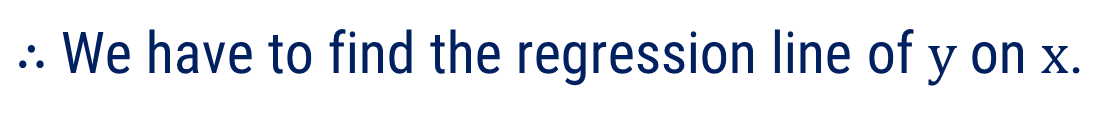 ∴ We have to find the regression line of y on x.